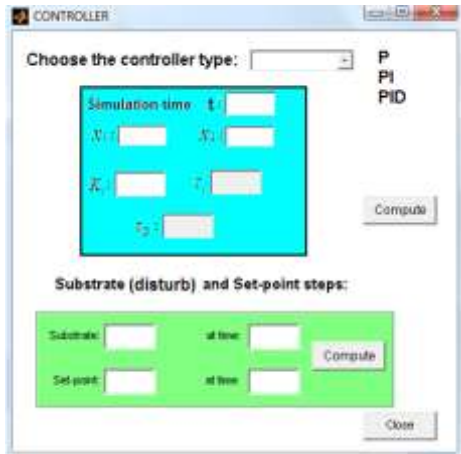 CONTROLLER
Choose the controller type:
P
PI
PID
Simulation time t:
Compute
Substrate (disturb) and Set-point steps:
Substrate: at time:
Compute
Set-point: at time:
Close